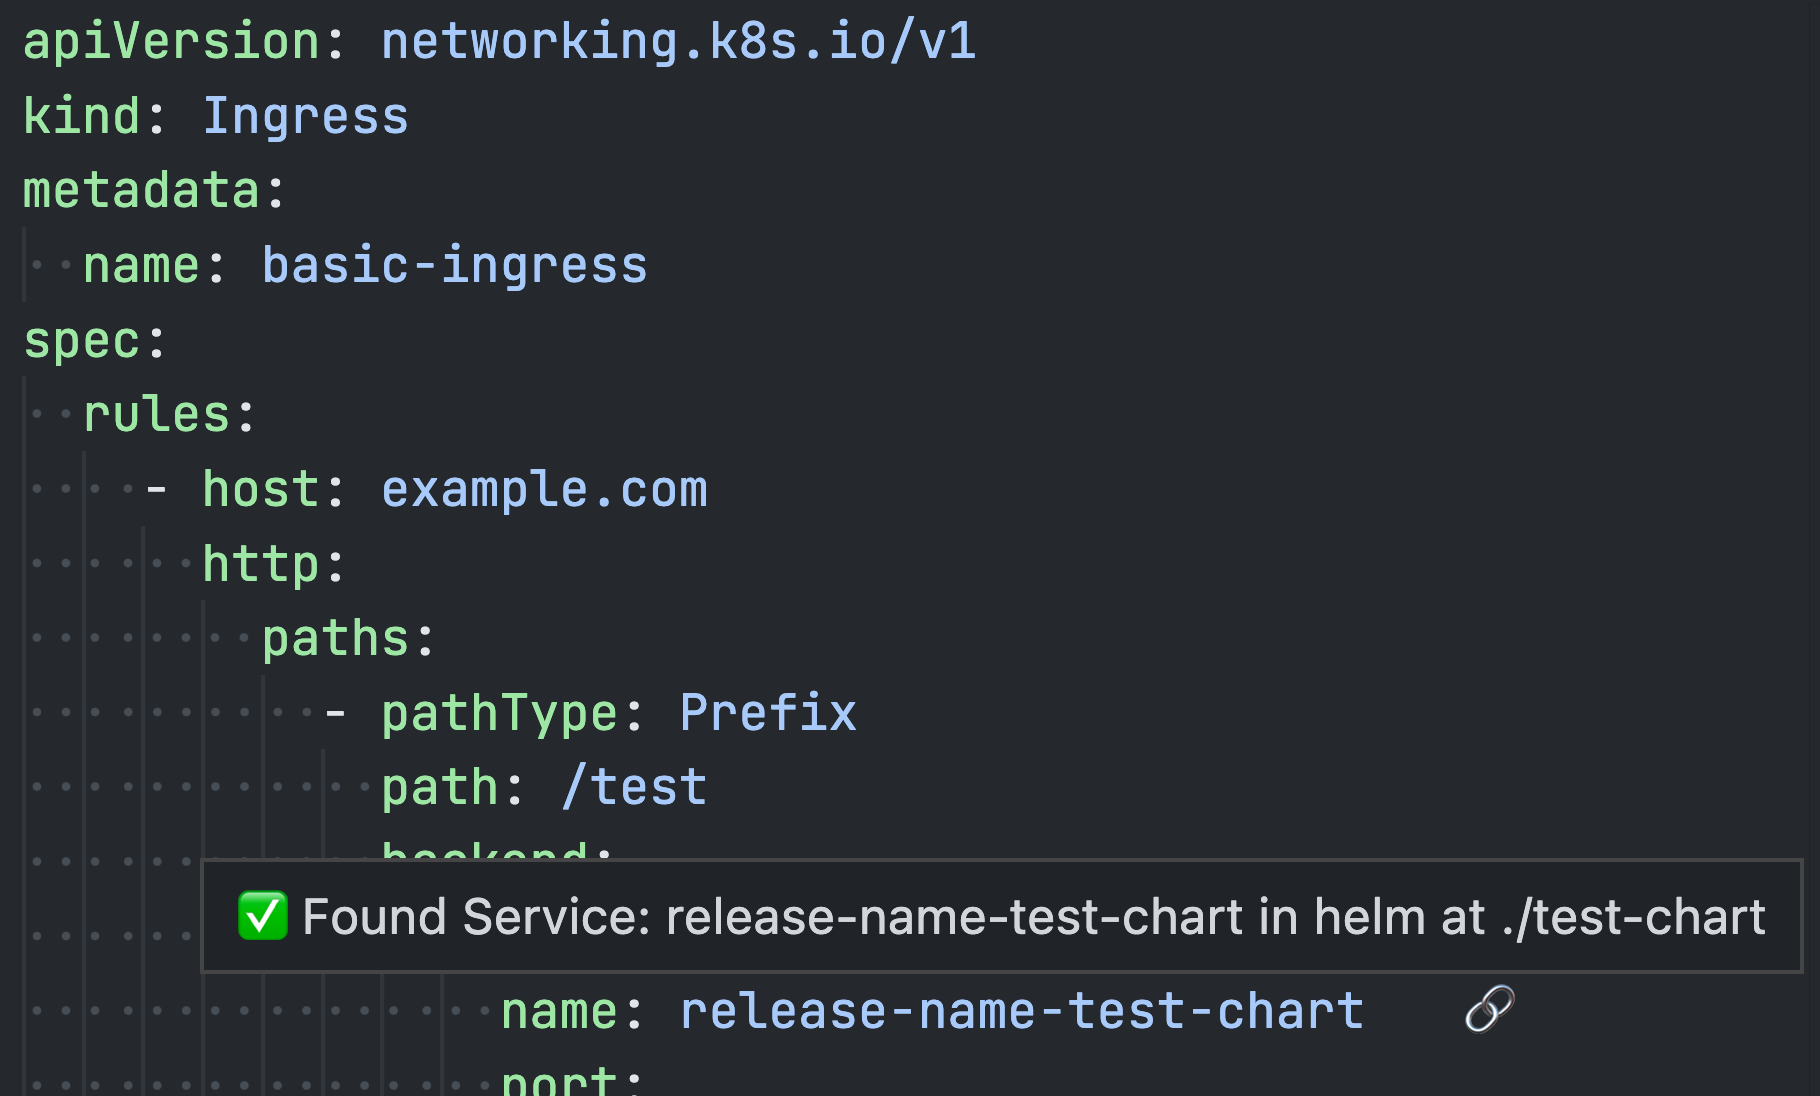 apiVersion: networking.k8s.io/v1
kind: Ingress
metadata:
  name: basic-ingress
spec:
  rules:
    - host: example.com
      http:
        paths:
          - pathType: Prefix
            path: /test
            backend:
✅ Found Service: release-name-test-chart in helm at ./test-chart
                name: release-name-test-chart 🔗
                port: